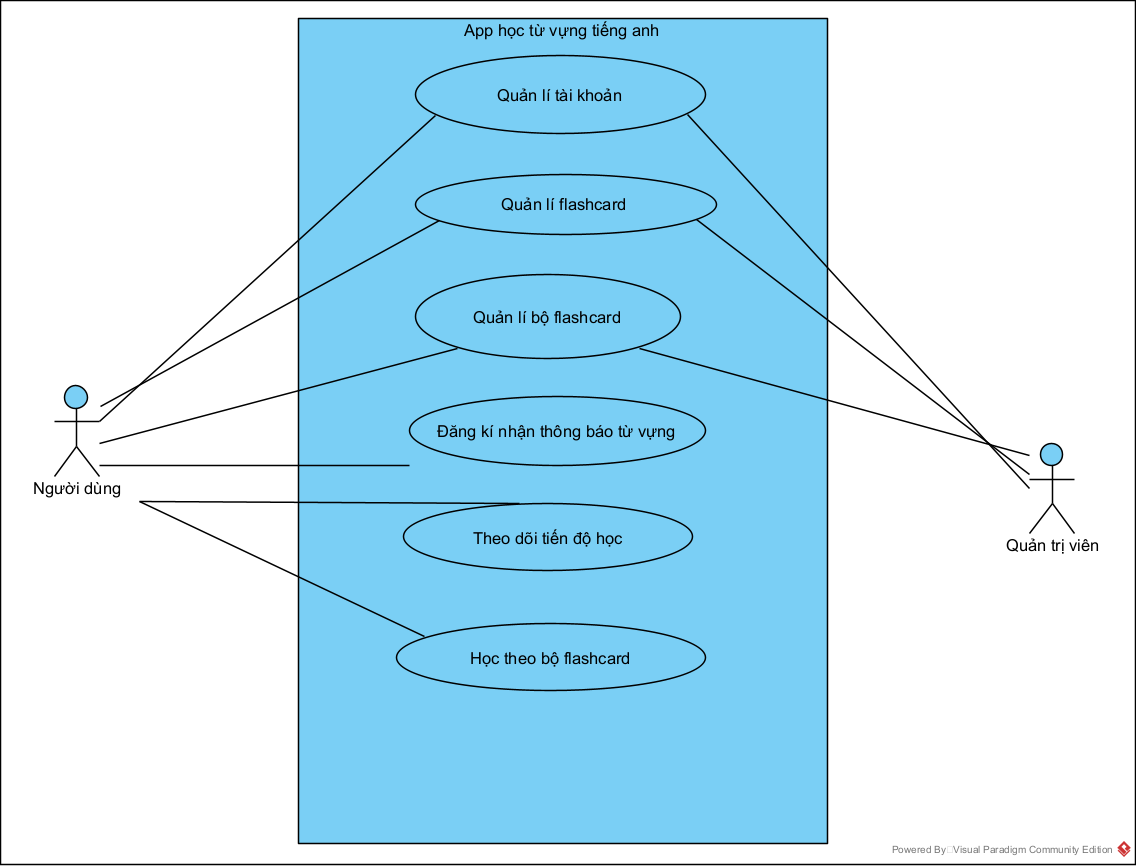 App học từ vựng tiếng anh
Quản lí tài khoản
Quản lí flashcard
Quản lí bộ flashcard
Đăng kí nhận thông báo từ vựng
Người dùng
Theo dõi tiến độ học
Quản trị viên
Học theo bộ flashcard
Powered By Visual Paradigm Community Edition